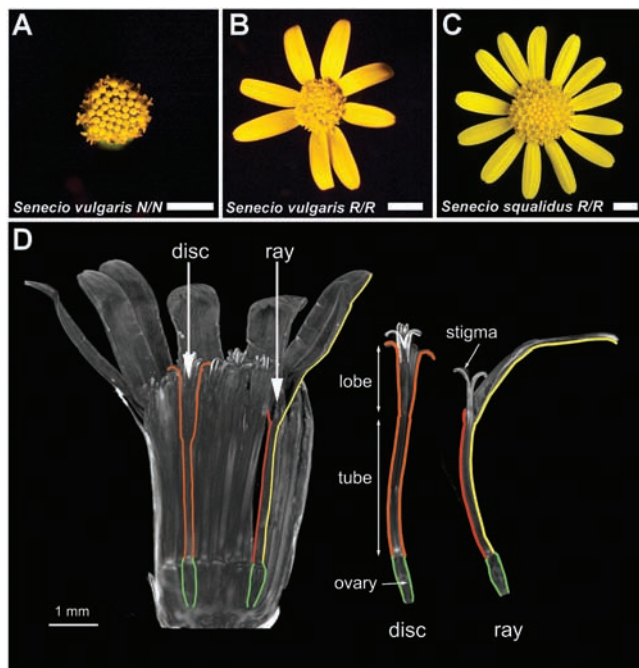 A
B
C
Senecio vulgaris N/N
Senecio vulgaris R/R
Senecio squalidus R/R
D
disc
ray
stigma
lobe
tube
ovary
1 mm
disc
ray